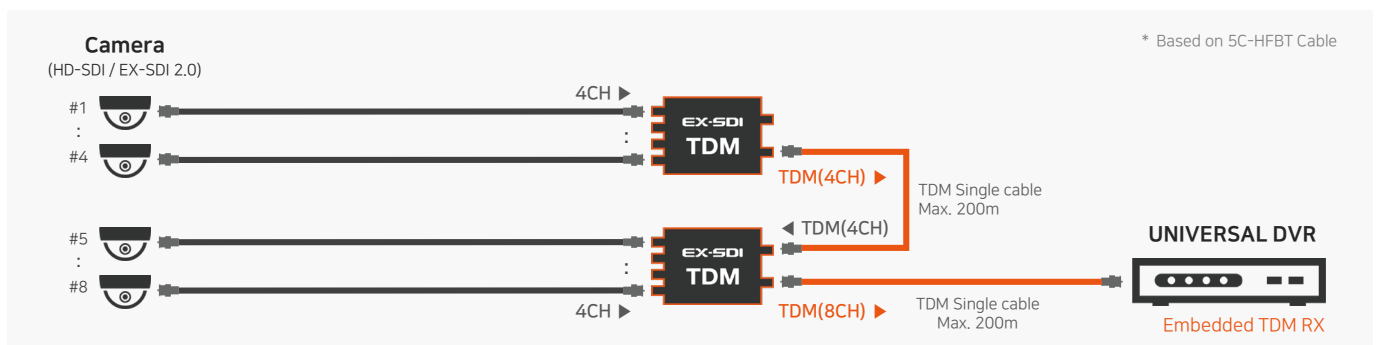 Camera
(HD-SDI / EX-SDI 2.0)
* Based on 5C-HFBT Cable
#1
:
#4
4CH ▶
:
EX-SDI
TDM
TDM(4CH) ▶
TDM Single cable
Max. 200m
#5
:
#8
◀ TDM(4CH)
:
EX-SDI
TDM
4CH ▶
TDM(8CH) ▶
TDM Single cable
Max. 200m
UNIVERSAL DVR
Embedded TDM RX